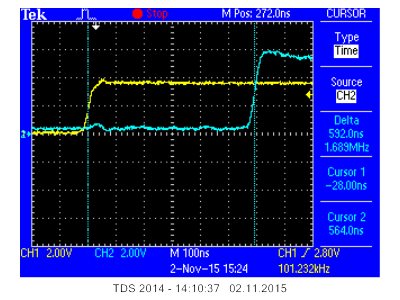 Tek Stop M Pos: 272.0ns CURSOR
Type
Time
Source
CH2
Delta
592.0ns
1.689MHz
Cursor 1
-28.00ns
Cursor 2
564.0ns
2
CH1 2.00V CH2 2.00V M 100ns CH1 2.80V
2-Nov-15 15:24 101.232kHz
TDS 2014 - 14:10:37 02.11.2015